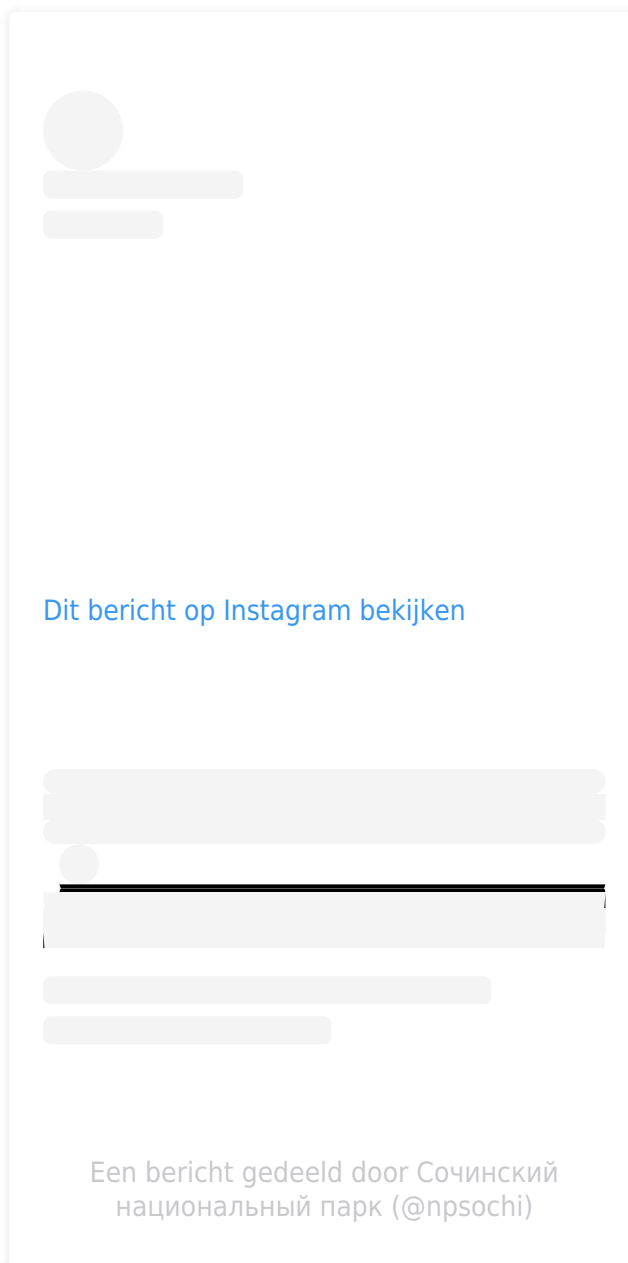 Dit bericht op Instagram bekijken
Een bericht gedeeld door Сочинский
национальный парк (@npsochi)